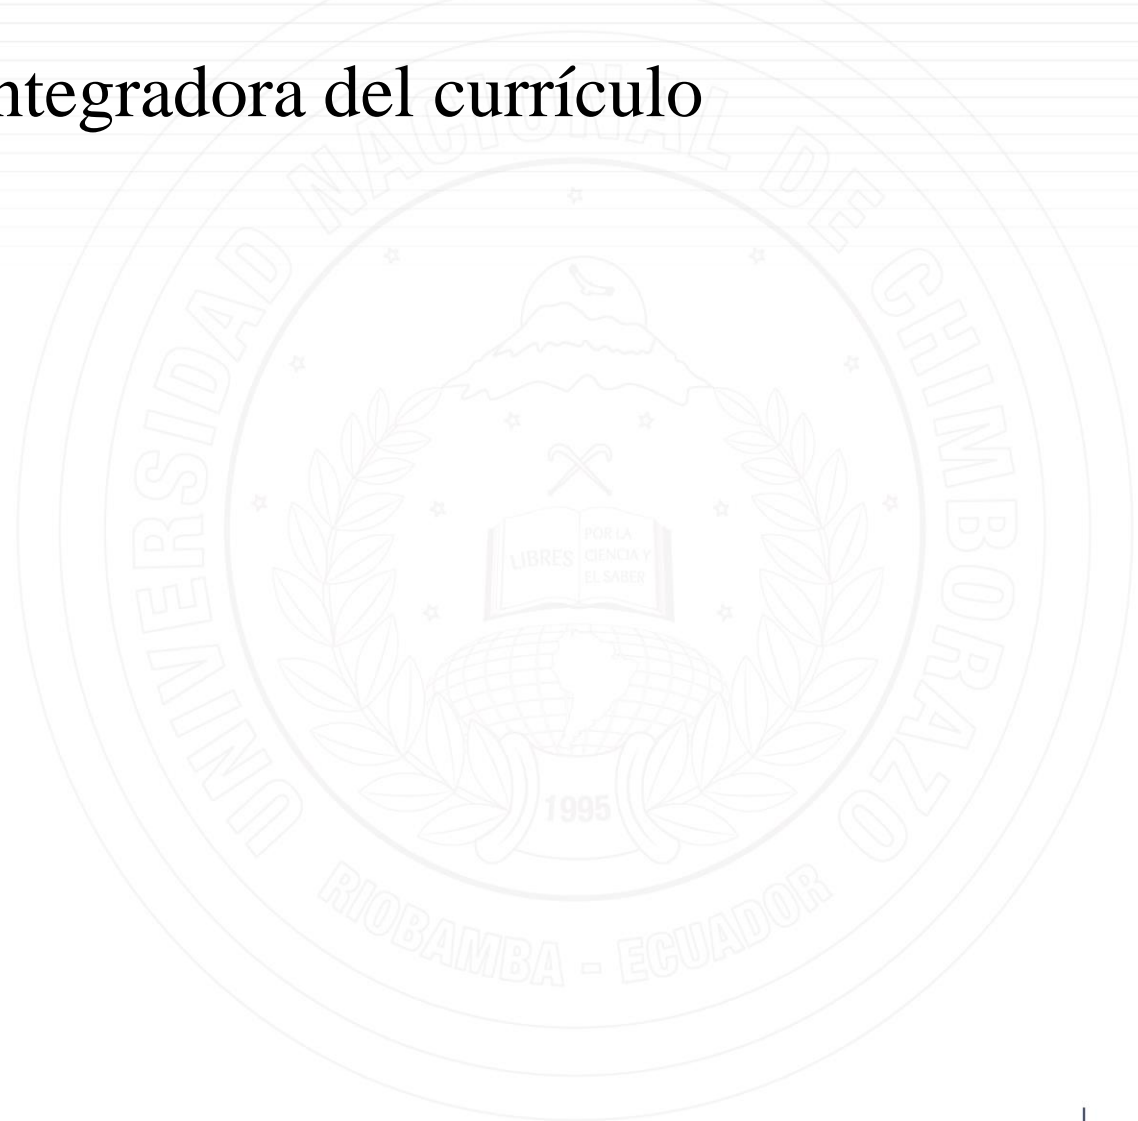 ntegradora del currículo
UNIVERSIDAD NACIONAL DE CHIMBORAZO
LIBRES
POR LA
CIENCIA Y
EL SABER
1995
RIOBAMBA - ECUADOR